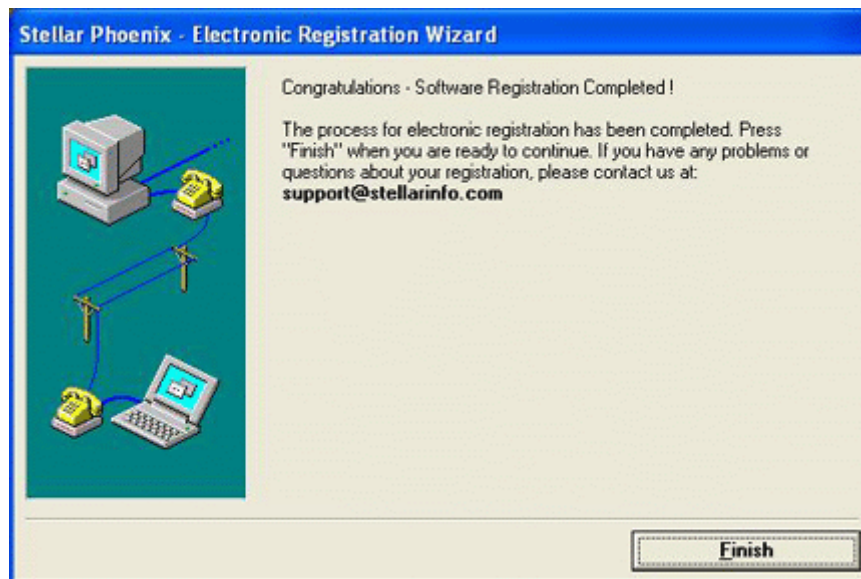 Stellar Phoenix - Electronic Registration Wizard
Congratulations - Software Registration Completed !
The process for electronic registration has been completed. Press
"Finish" when you are ready to continue. If you have any problems or
questions about your registration, please contact us at:
support@stellarinfo.com
Finish